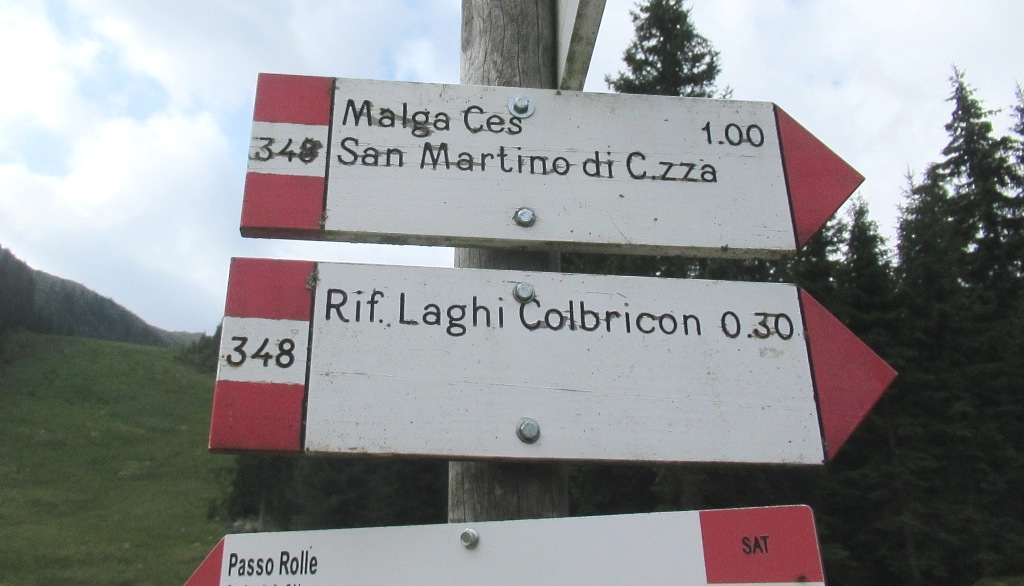 Malga Ces 1.00
348 San Martino di C.zza
Rif. Laghi Colbricon 0.30
348
Passo Rolle
SAT